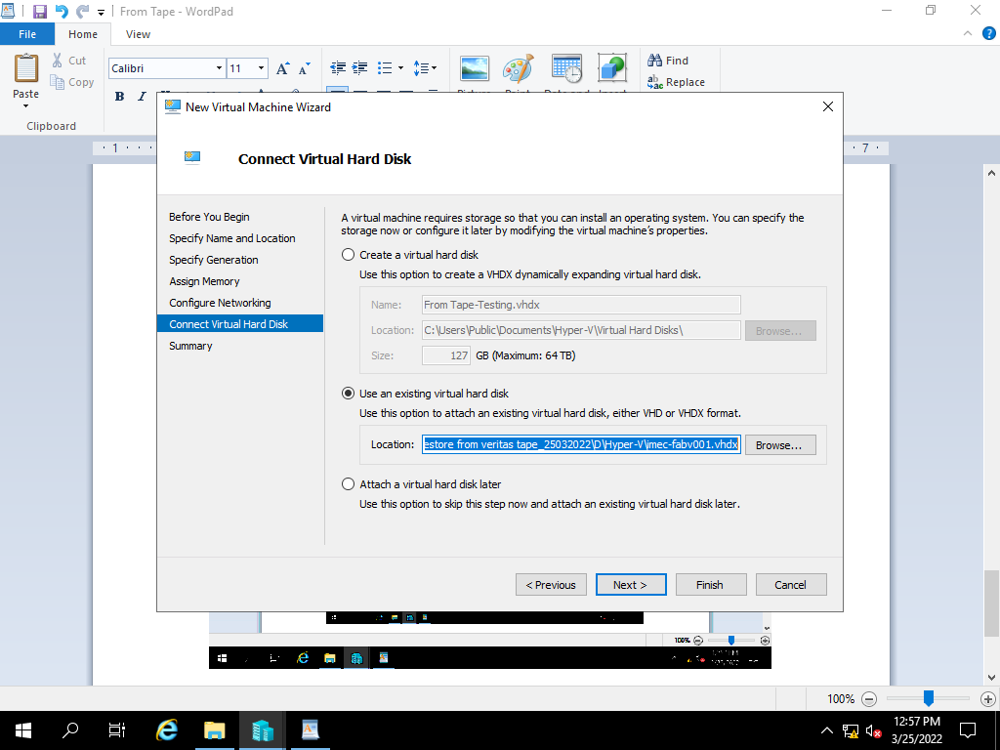 From Tape - WordPad
File
Home
View
Paste
Cut
Copy
Clipboard
Calibri
11
B
I
Find
Replace
1
7
New Virtual Machine Wizard
Connect Virtual Hard Disk
Before You Begin
Specify Name and Location
Specify Generation
Assign Memory
Configure Networking
Connect Virtual Hard Disk
Summary
A virtual machine requires storage so that you can install an operating system. You can specify the
storage now or configure it later by modifying the virtual machine's properties.
Create a virtual hard disk
Use this option to create a VHDX dynamically expanding virtual hard disk.
Name: From Tape-Testing.vhdx
Location: C:\Users\Public\Documents\Hyper-V\Virtual Hard Disks\ Browse...
Size: 127 GB (Maximum: 64 TB)
Use an existing virtual hard disk
Use this option to attach an existing virtual hard disk, either VHD or VHDX format.
Location: estore from veritas tape_25032022\D\Hyper-V\imec-fabv001.vhdx Browse...
Attach a virtual hard disk later
Use this option to skip this step now and attach an existing virtual hard disk later.
< Previous Next > Finish Cancel
100%
100%
12:57 PM
3/25/2022